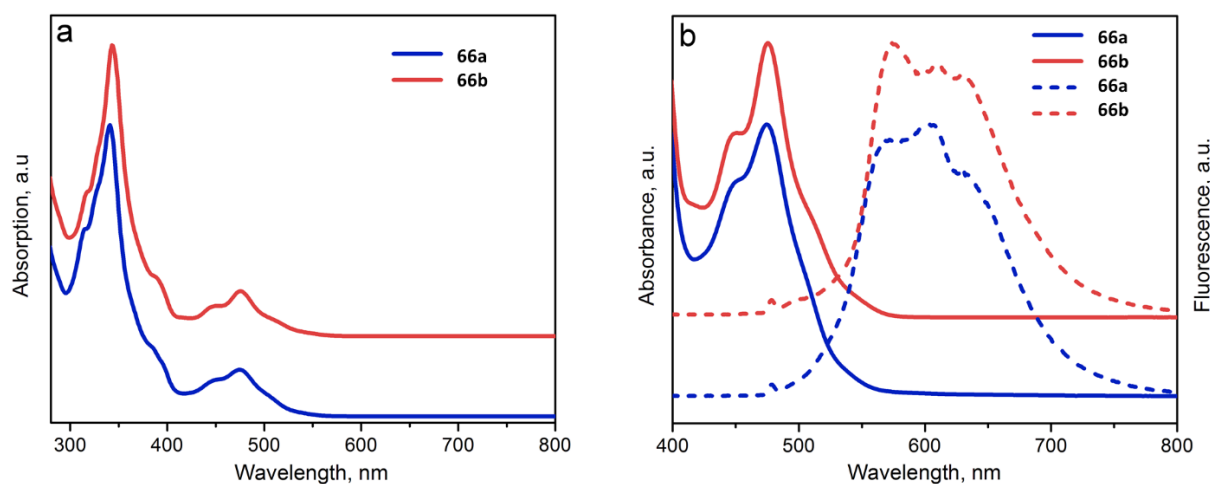 a
66a
66b
Absorption, a.u
300 400 500 600 700 800
Wavelength, nm
b
66a
66b
66a
66b
Absorbance, a.u.
Fluorescence. a.u.
400 500 600 700 800
Wavelength, nm